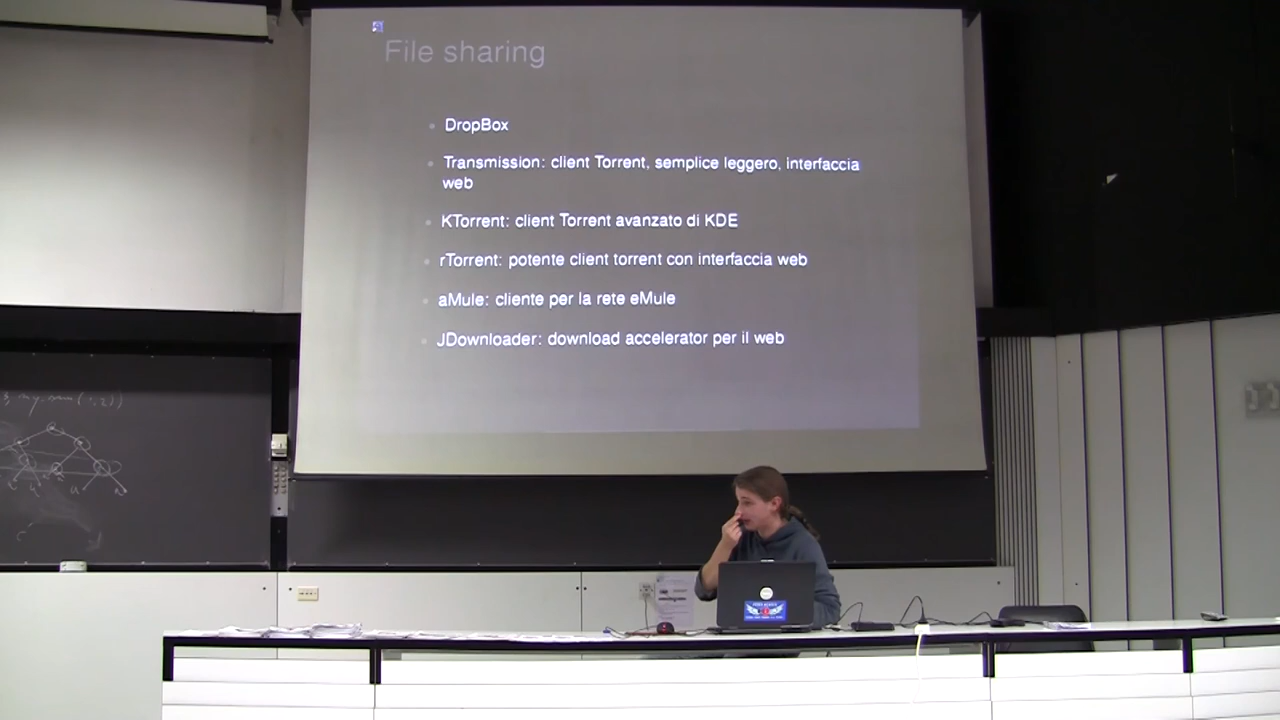 File sharing
DropBox
Transmission: client Torrent, semplice leggero, interfaccia
web
KTorrent: client Torrent avanzato di KDE
rTorrent: potente client torrent con interfaccia web
aMule: cliente per la rete eMule
JDownloader: download accelerator per il web